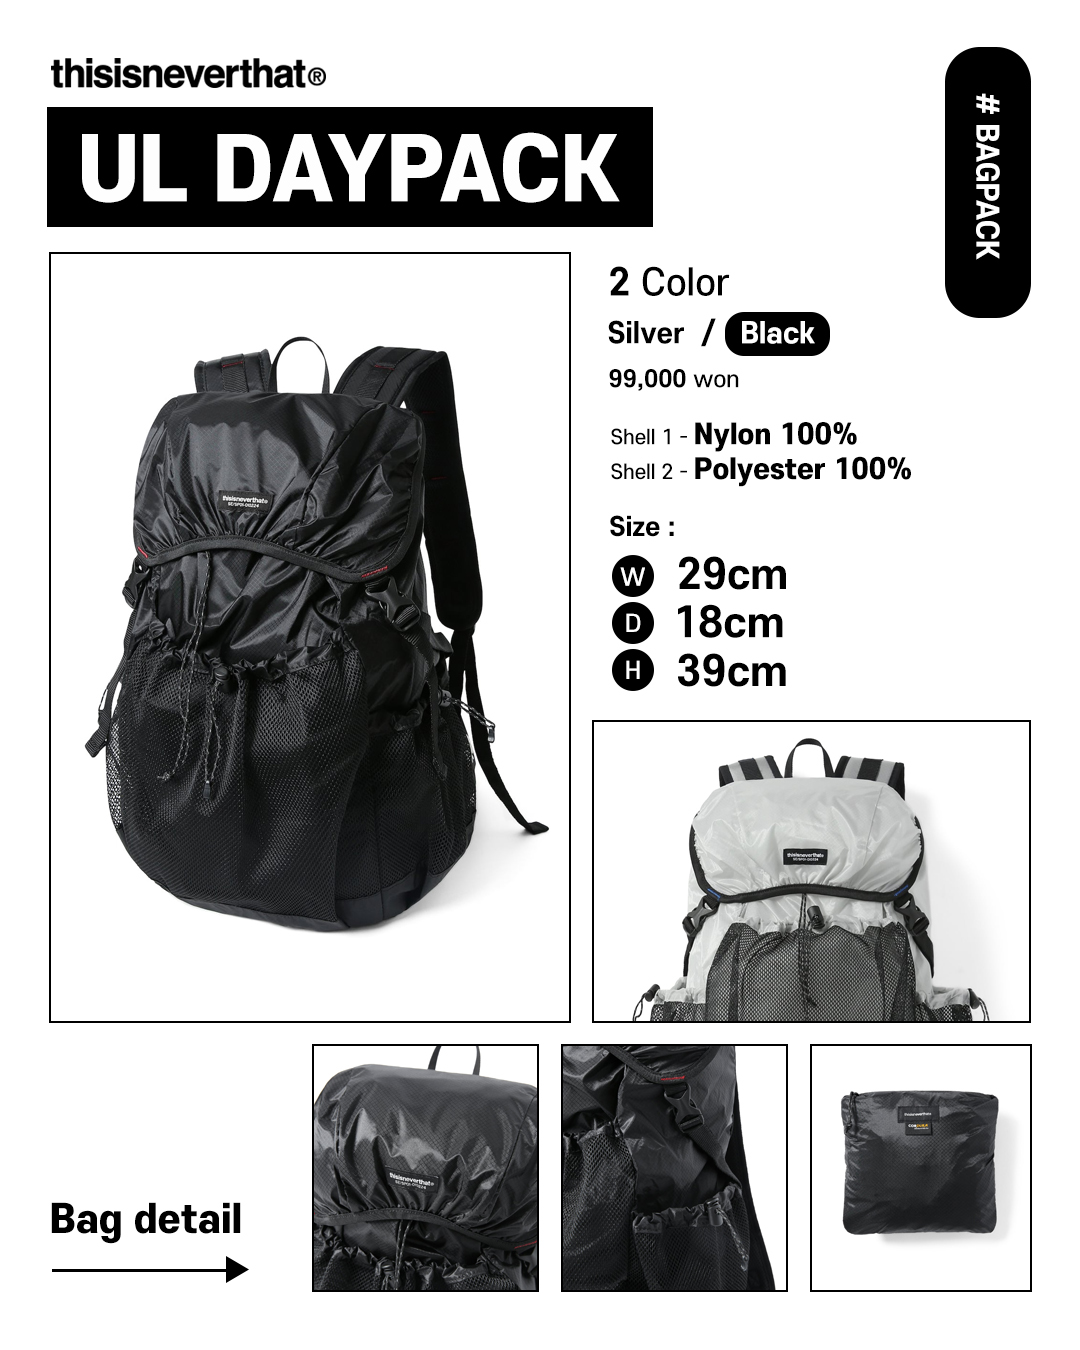 thisisneverthat®
UL DAYPACK
# BAGPACK
2 Color
Silver / Black
99,000 won
Shell 1 - Nylon 100%
Shell 2 - Polyester 100%
Size :
W 29cm
D 18cm
H 39cm
thisisneverthat®
thisisneverthat®
Bag detail
thisisneverthat®
thisisneverthat®